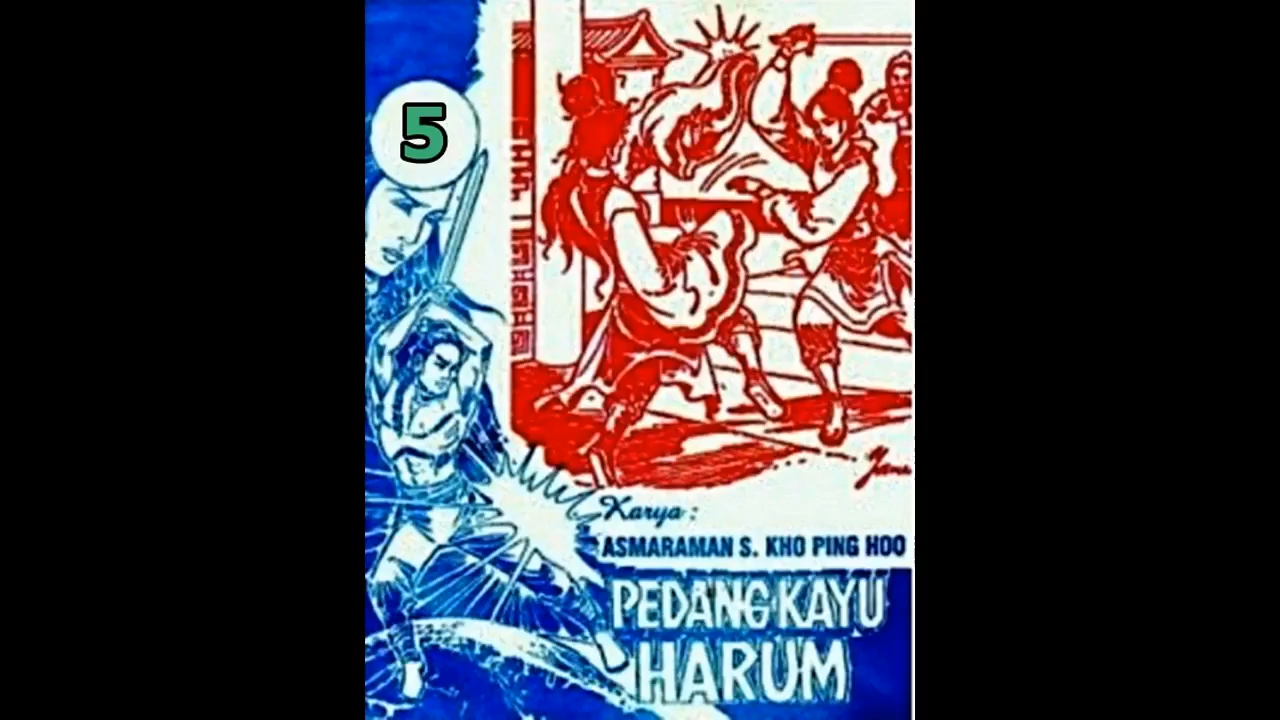 5
Karya :
ASMARAMAN S. KHO PING HOO
PEDANG KAYU
HARUM